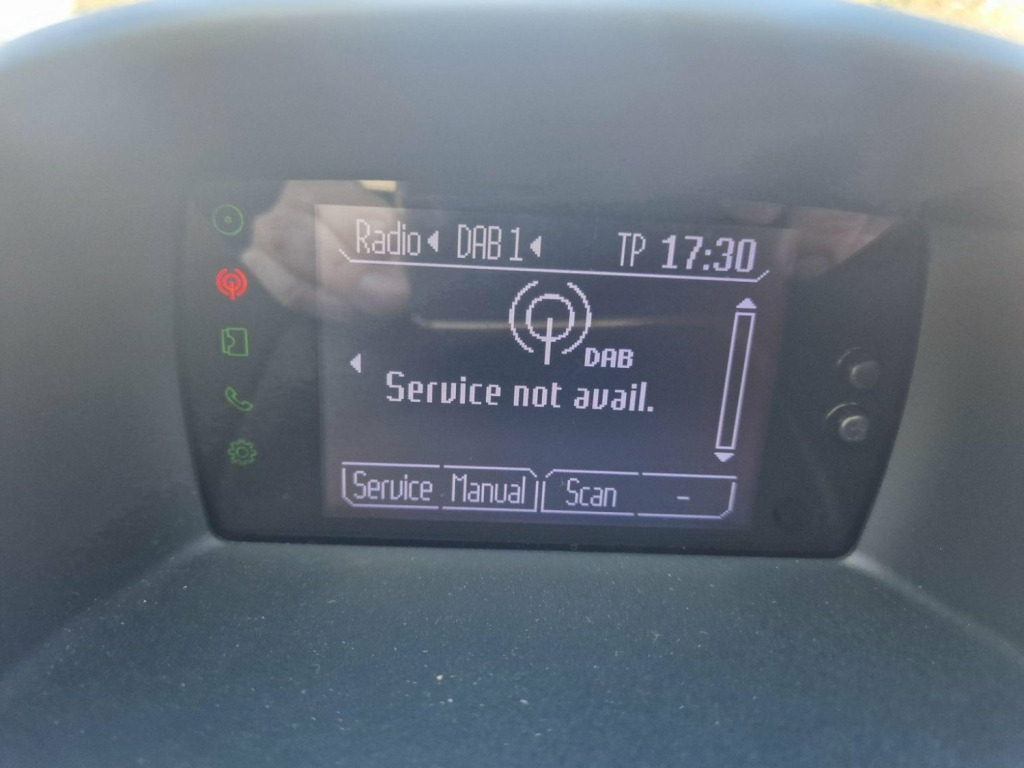 Radio DAB 1 TP 17:30
DAB
Service not avail.
Service Manual Scan -